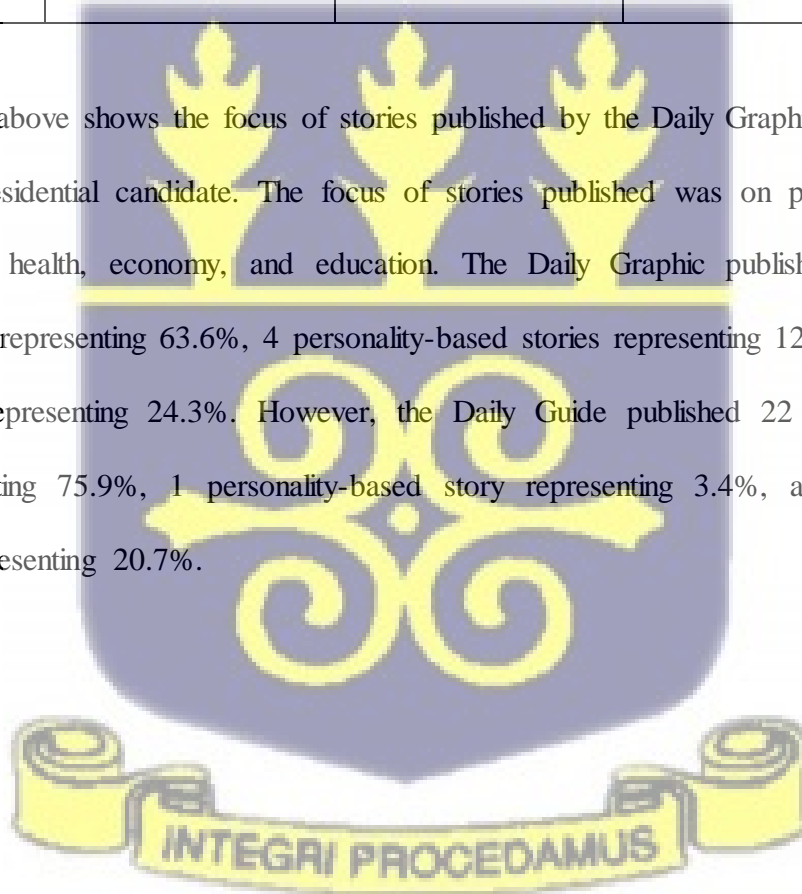 above shows the focus of stories published by the Daily Graph
esidential candidate. The focus of stories published was on p
health, economy, and education. The Daily Graphic publish
representing 63.6%, 4 personality-based stories representing 12
epresenting 24.3%. However, the Daily Guide published 22
ting 75.9%, 1 personality-based story representing 3.4%, a
esenting 20.7%.
INTEGRI PROCEDAMUS